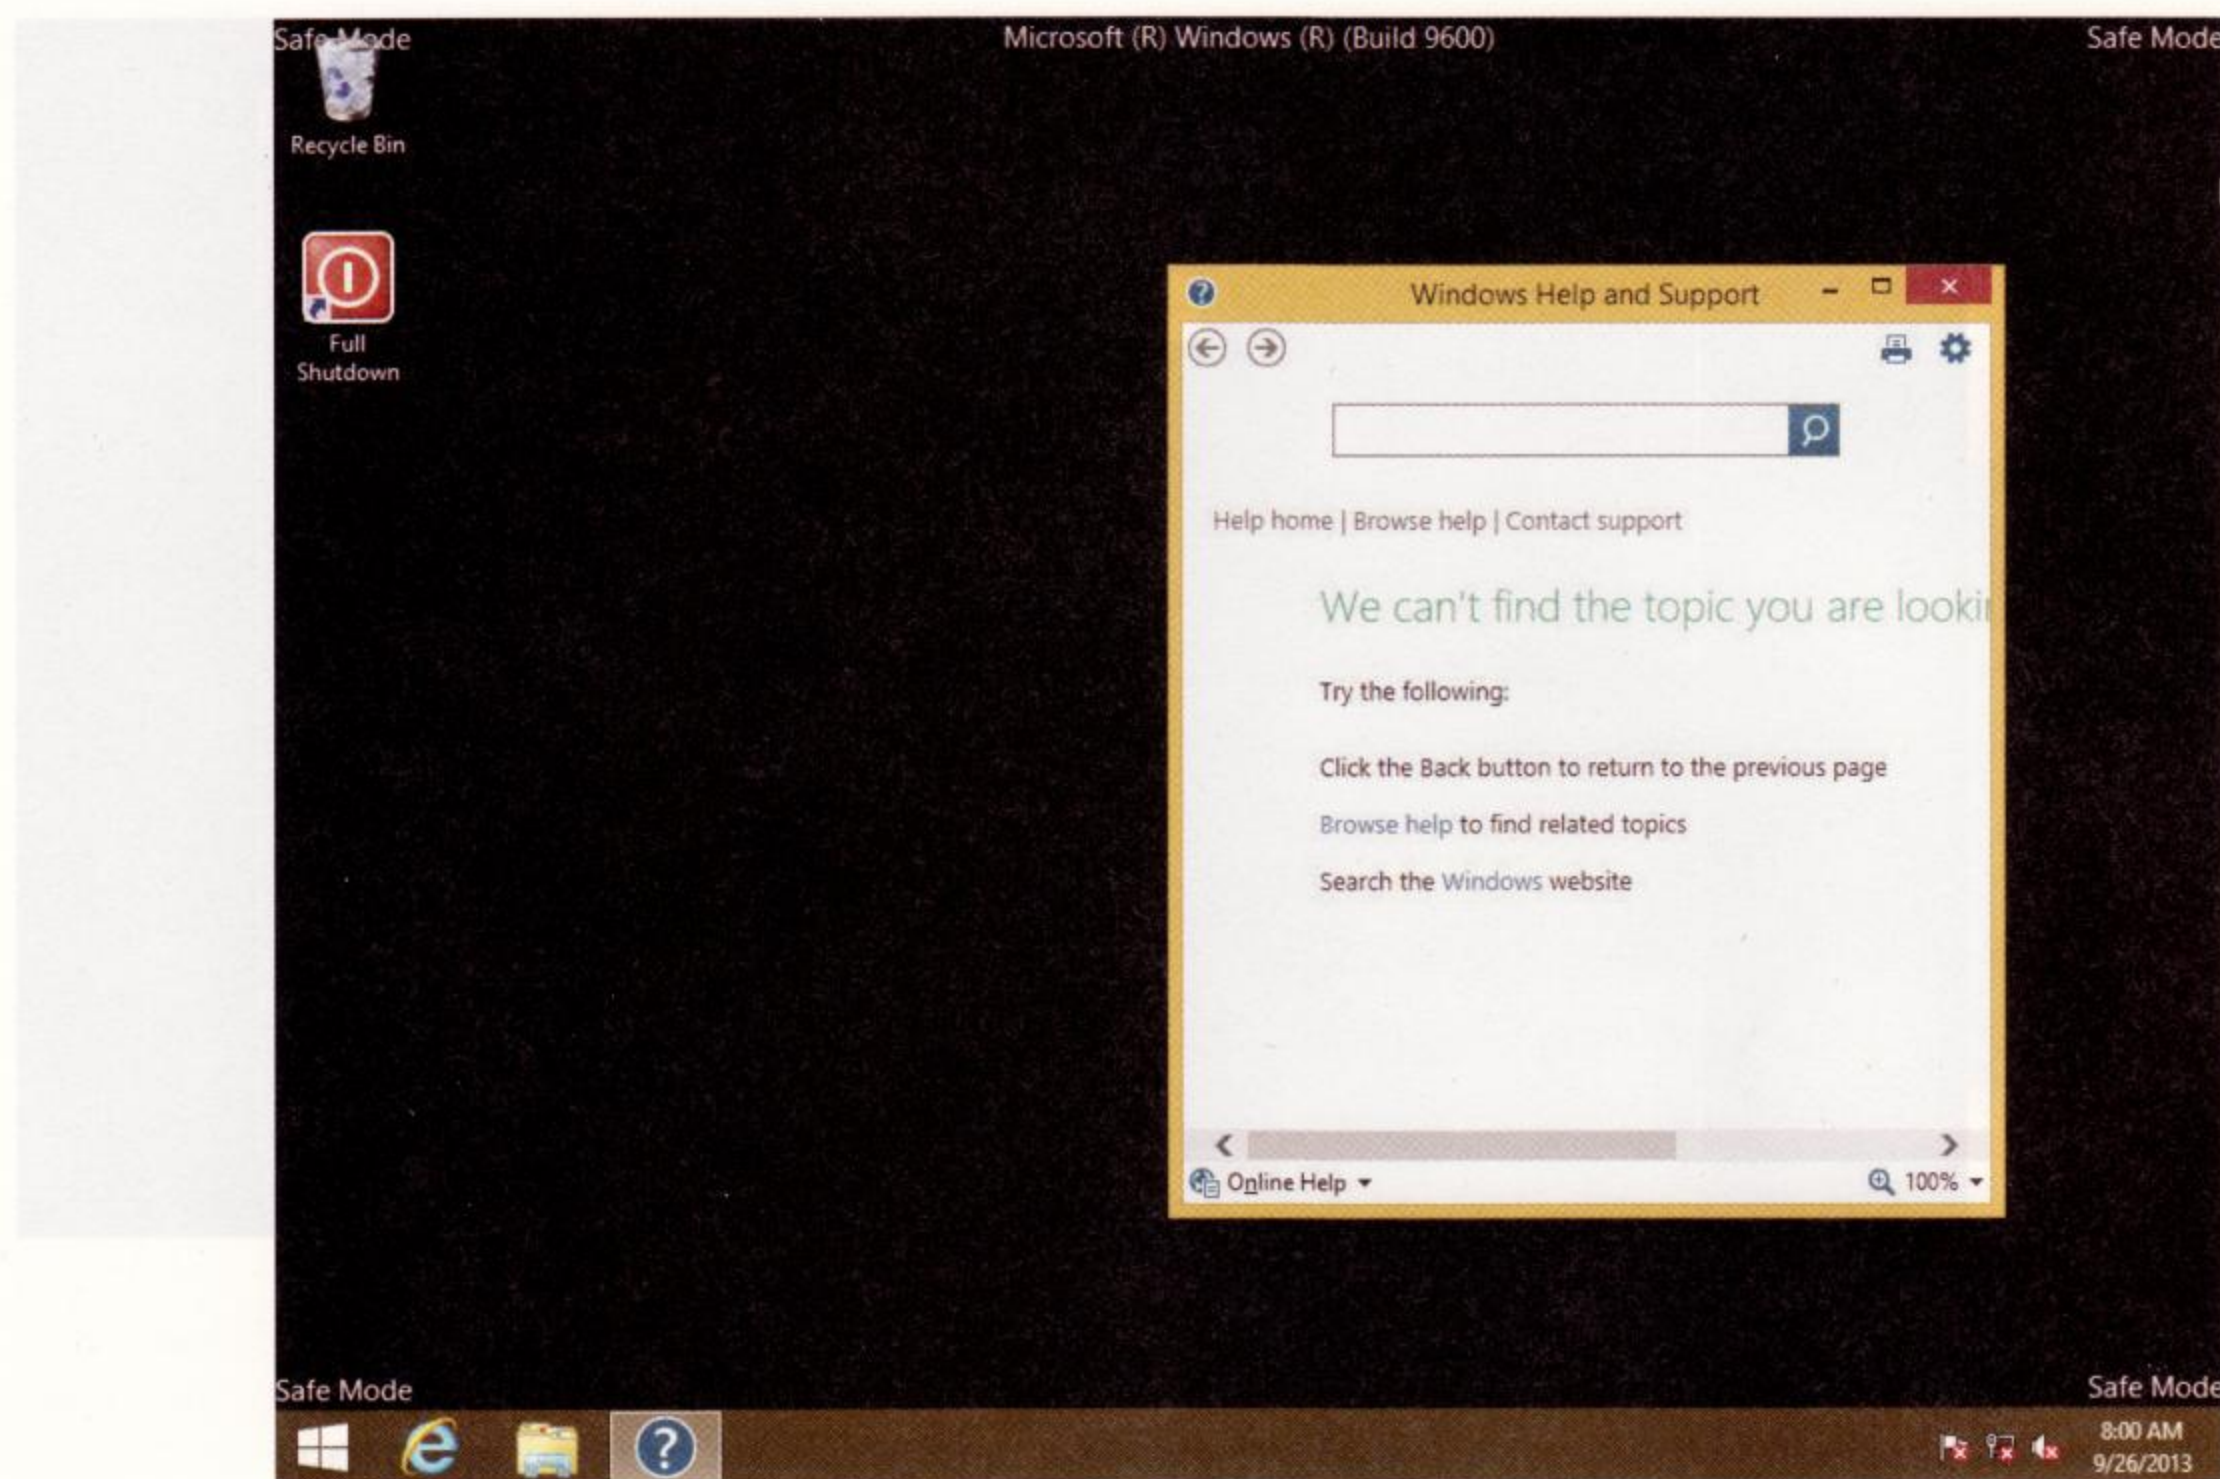 Safe Mode
Microsoft (R) Windows (R) (Build 9600)
Safe Mode
Recycle Bin
Full
Shutdown
Windows Help and Support
Help home | Browse help | Contact support
We can't find the topic you are looki
Try the following:
Click the Back button to return to the previous page
Browse help to find related topics
Search the Windows website
Online Help
100%
Safe Mode
Safe Mode
8:00 AM
9/26/2013